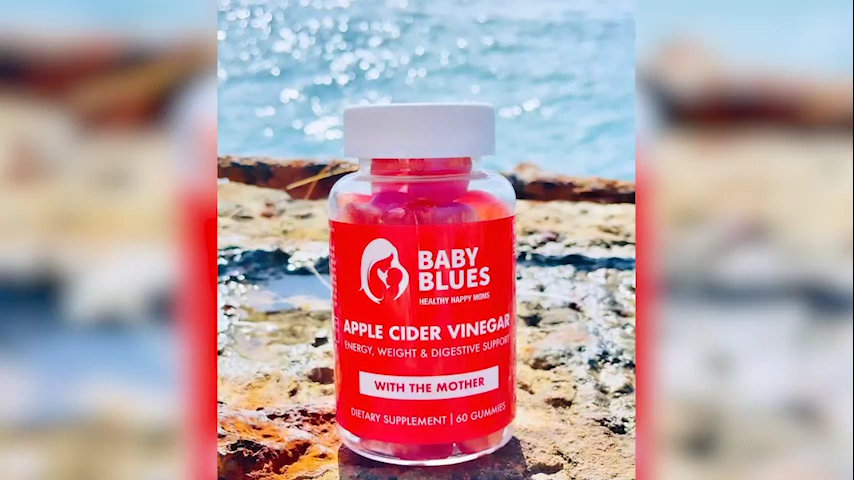 BABY
BLUES
HEALTHY HAPPY MOMS
APPLE CIDER VINEGAR
ENERGY, WEIGHT & DIGESTIVE SUPPORT
WITH THE MOTHER
DIETARY SUPPLEMENT | 60 GUMMIES